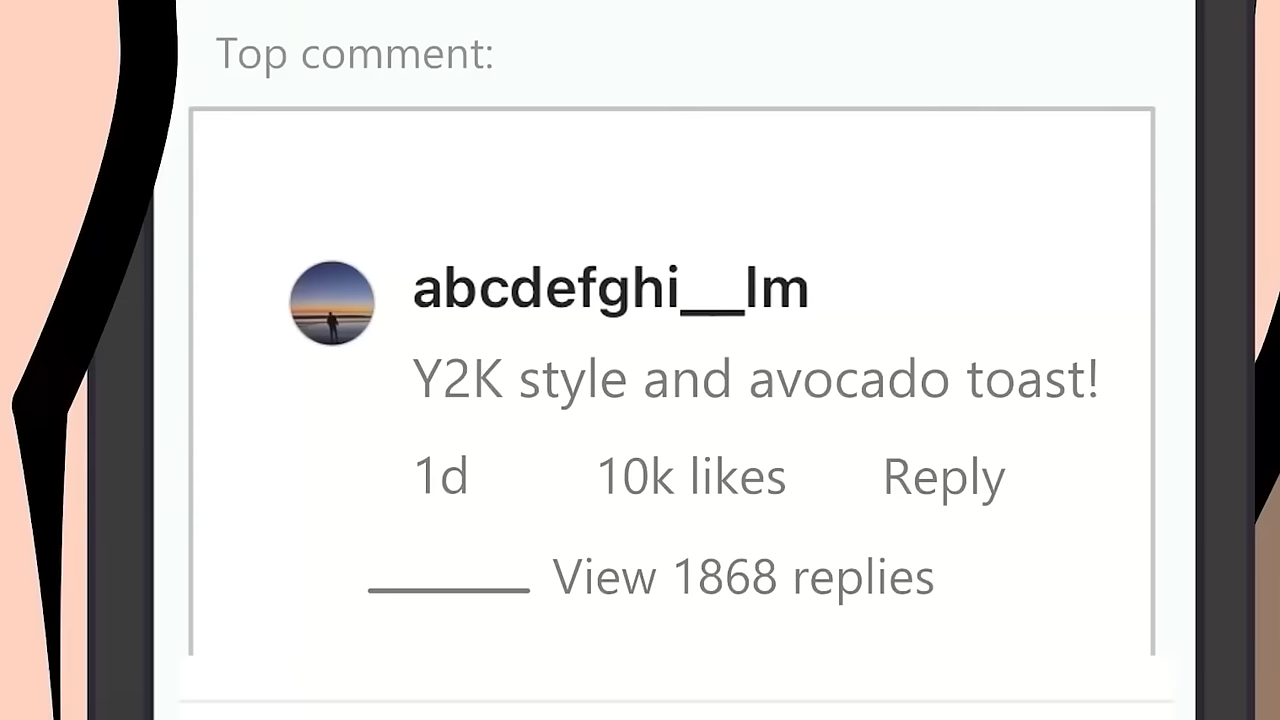 Top comment:
abcdefghi__lm
Y2K style and avocado toast!
1d 10k likes Reply
View 1868 replies